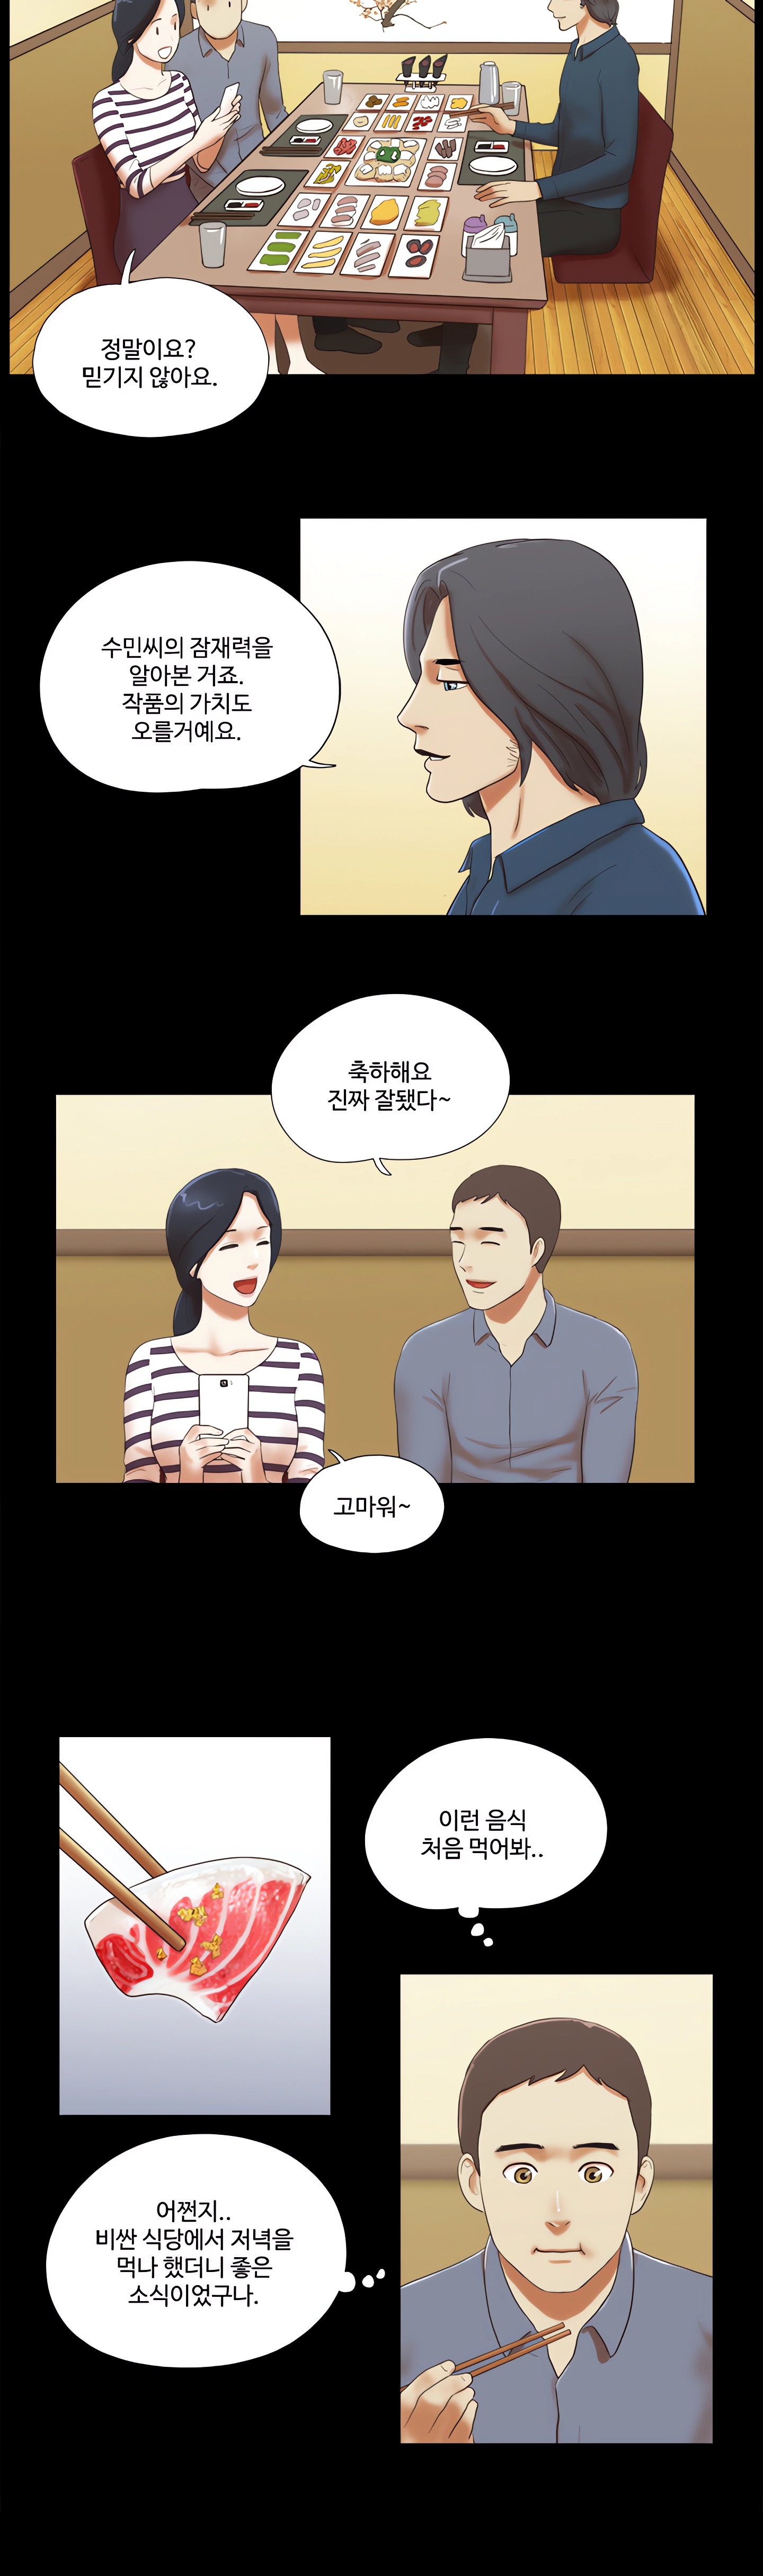 정말이요?
믿기지 않아요.
수민씨의 잠재력을
알아본 거죠.
작품의 가치도
오를거예요.
축하해요
진짜 잘됐다~
고마워~
이런 음식
처음 먹어봐..
어쩐지..
비싼 식당에서 저녁을
먹나 했더니 좋은
소식이었구나.